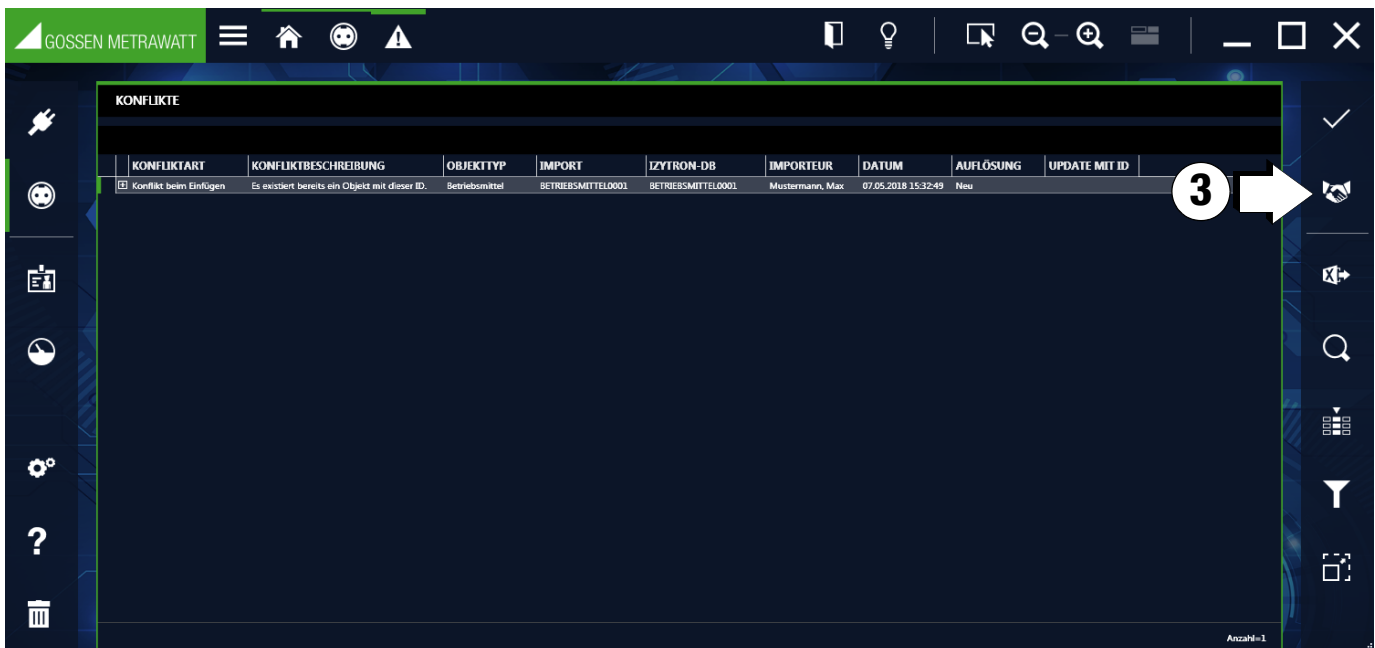 GOSSEN METRAWATT
KONFLIKTE
KONFLIKTART KONFLIKTBESCHREIBUNG OBJEKTTYP IMPORT IZYTRON-DB IMPORTEUR DATUM AUFLÖSUNG UPDATE MIT ID
Konflikt beim Einfügen Es existiert bereits ein Objekt mit dieser ID. Betriebsmittel BETRIEBSMITTEL0001 BETRIEBSMITTEL0001 Mustermann, Max 07.05.2018 15:32:49 Neu
3
?
Anzahl=1